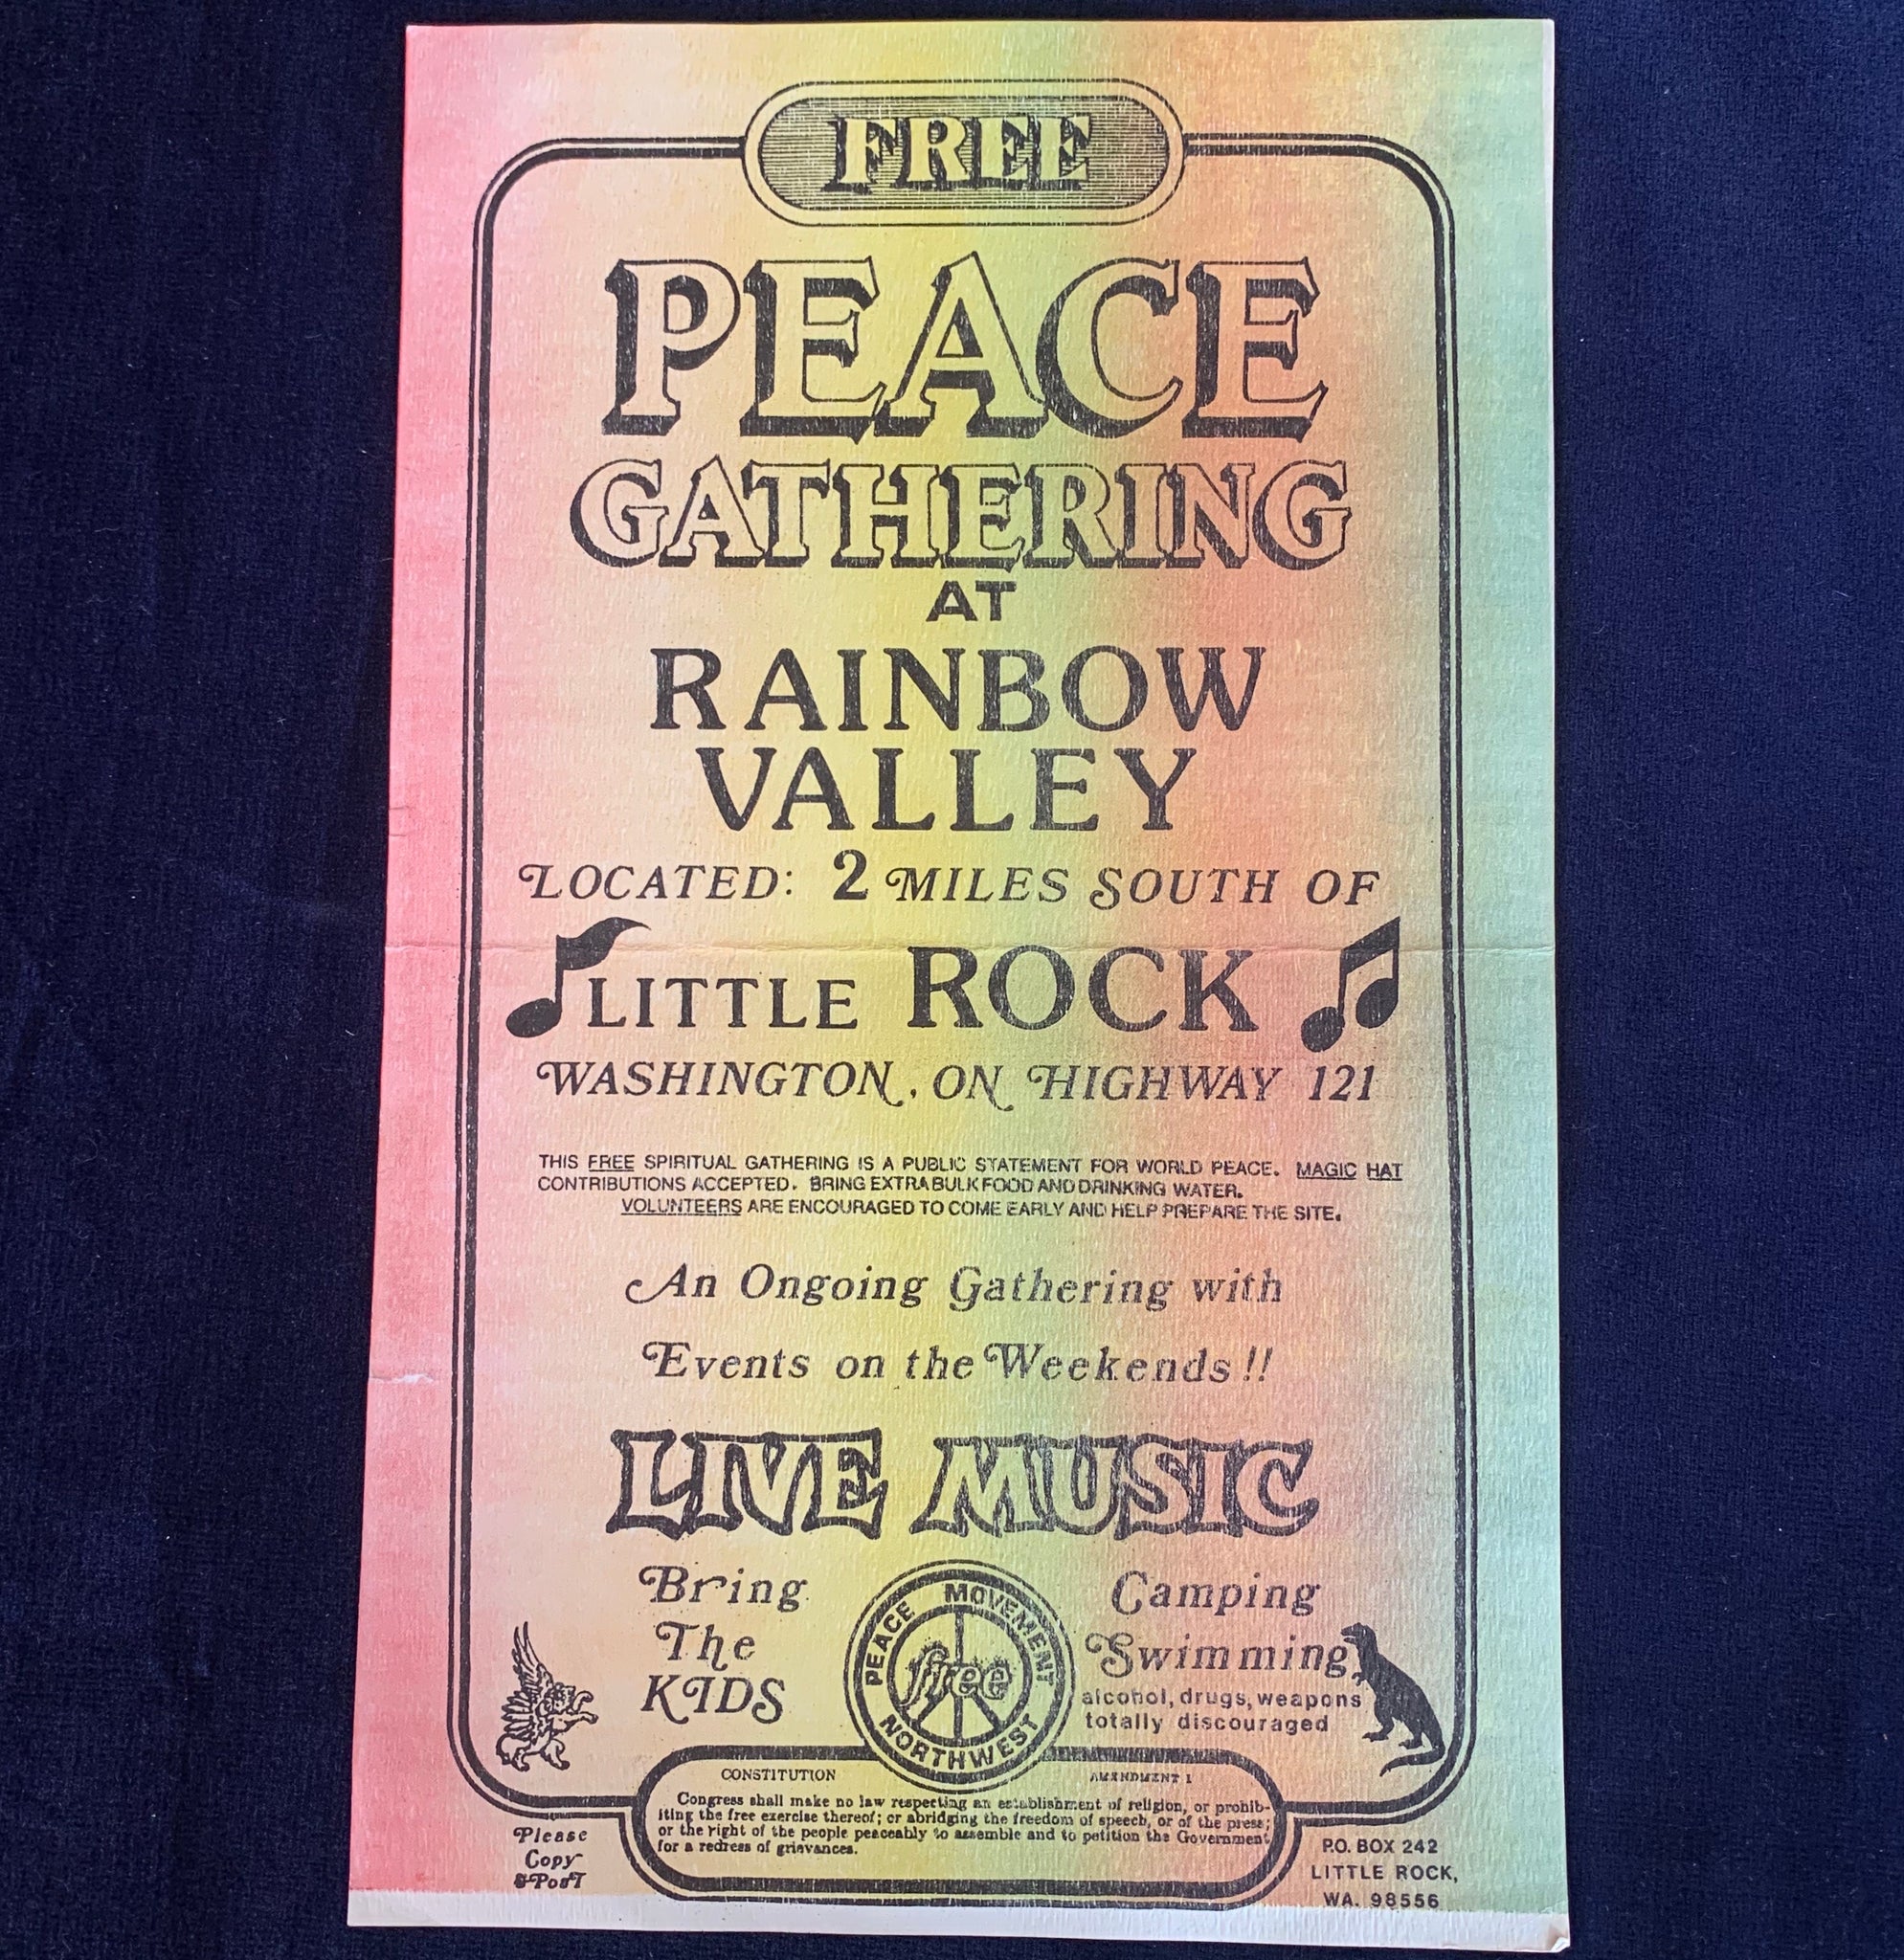 FREE
PEACE
GATHERING
AT
RAINBOW
VALLEY
LOCATED: 2 MILES SOUTH OF
LITTLE ROCK
WASHINGTON, ON HIGHWAY 121
THIS FREE SPIRITUAL GATHERING IS A PUBLIC STATEMENT FOR WORLD PEACE. MAGIC HAT
CONTRIBUTIONS ACCEPTED. BRING EXTRA BULK FOOD AND DRINKING WATER.
VOLUNTEERS ARE ENCOURAGED TO COME EARLY AND HELP PREPARE THE SITE.
An Ongoing Gathering with
Events on the Weekends!!
LIVE MUSIC
Bring
The
KIDS
PEACE MOVEMENT
free
NORTHWEST
Camping
Swimming
alcohol, drugs, weapons
totally discouraged
CONSTITUTION AMENDMENT 1
Congress shall make no law respecting an establishment of religion, or prohib-
iting the free exercise thereof; or abridging the freedom of speech, or of the press;
or the right of the people peaceably to assemble and to petition the Government
for a redress of grievances.
Please
Copy
& PosT
P.O. BOX 242
LITTLE ROCK,
WA. 98556